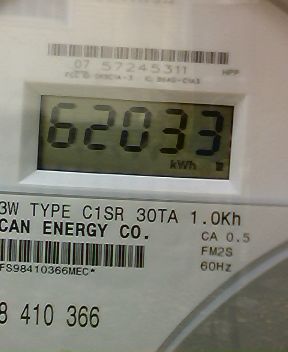 07 57245311
HPP
62033
kWh
3W TYPE C1SR 30TA 1.0Kh
CAN ENERGY CO.
CA 0.5
FM2S
60Hz
FS98410366MEC*
8 410 366